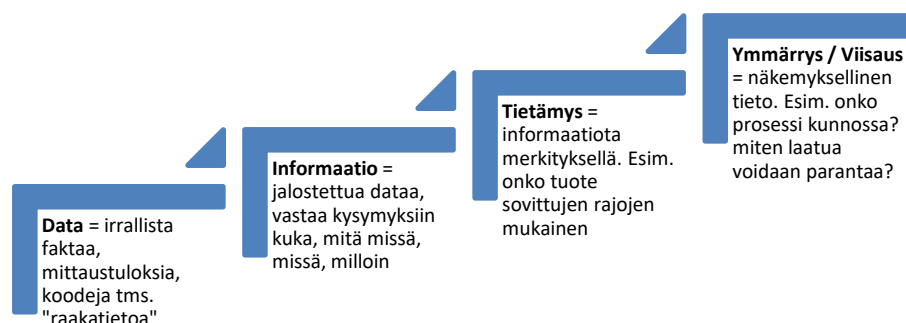 Data = irrallista
faktaa,
mittaustuloksia,
koodeja tms.
"raakatietoa"
Informaatio =
jalostettua dataa,
vastaa kysymyksiin
kuka, mitä missä,
missä, milloin
Tietämys =
informaatiota
merkityksellä. Esim.
onko tuote
sovittujen rajojen
mukainen
Ymmärrys / Viisaus
= näkemyksellinen
tieto. Esim. onko
prosessi kunnossa?
miten laatua
voidaan parantaa?